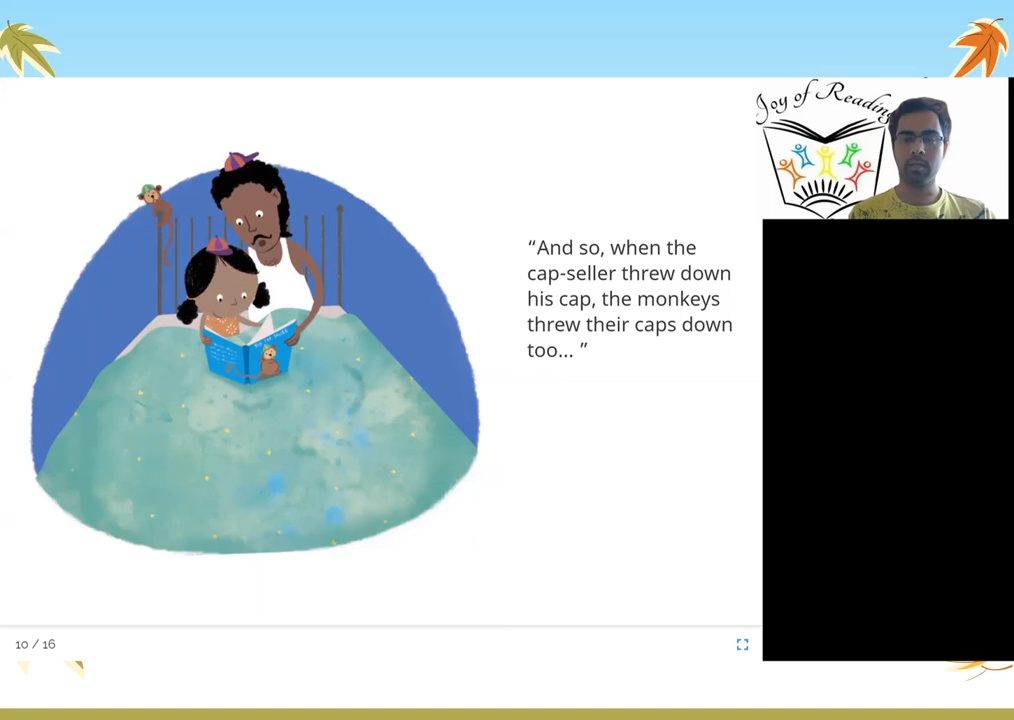 Joy of Reading
“And so, when the
cap-seller threw down
his cap, the monkeys
threw their caps down
too... ”
10 / 16